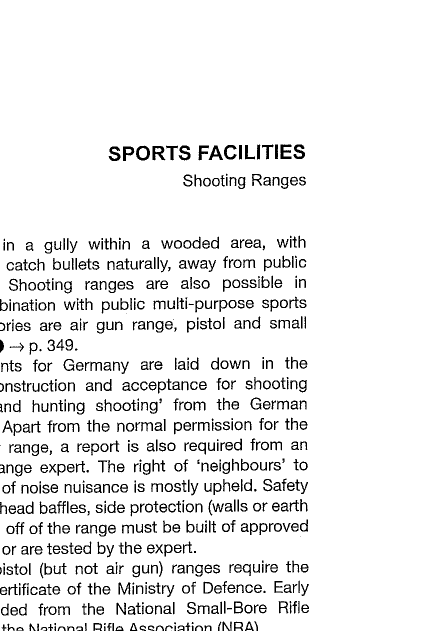 SPORTS FACILITIES
Shooting Ranges
in a gully within a wooded area, with
catch bullets naturally, away from public
Shooting ranges are also possible in
bination with public multi-purpose sports
ories are air gun range, pistol and small
→ p. 349.
nts for Germany are laid down in the
onstruction and acceptance for shooting
and hunting shooting’ from the German
Apart from the normal permission for the
range, a report is also required from an
ange expert. The right of ‘neighbours’ to
of noise nuisance is mostly upheld. Safety
head baffles, side protection (walls or earth
off of the range must be built of approved
or are tested by the expert.
istol (but not air gun) ranges require the
ertificate of the Ministry of Defence. Early
ded from the National Small-Bore Rifle
the National Rifle Association (NRA)